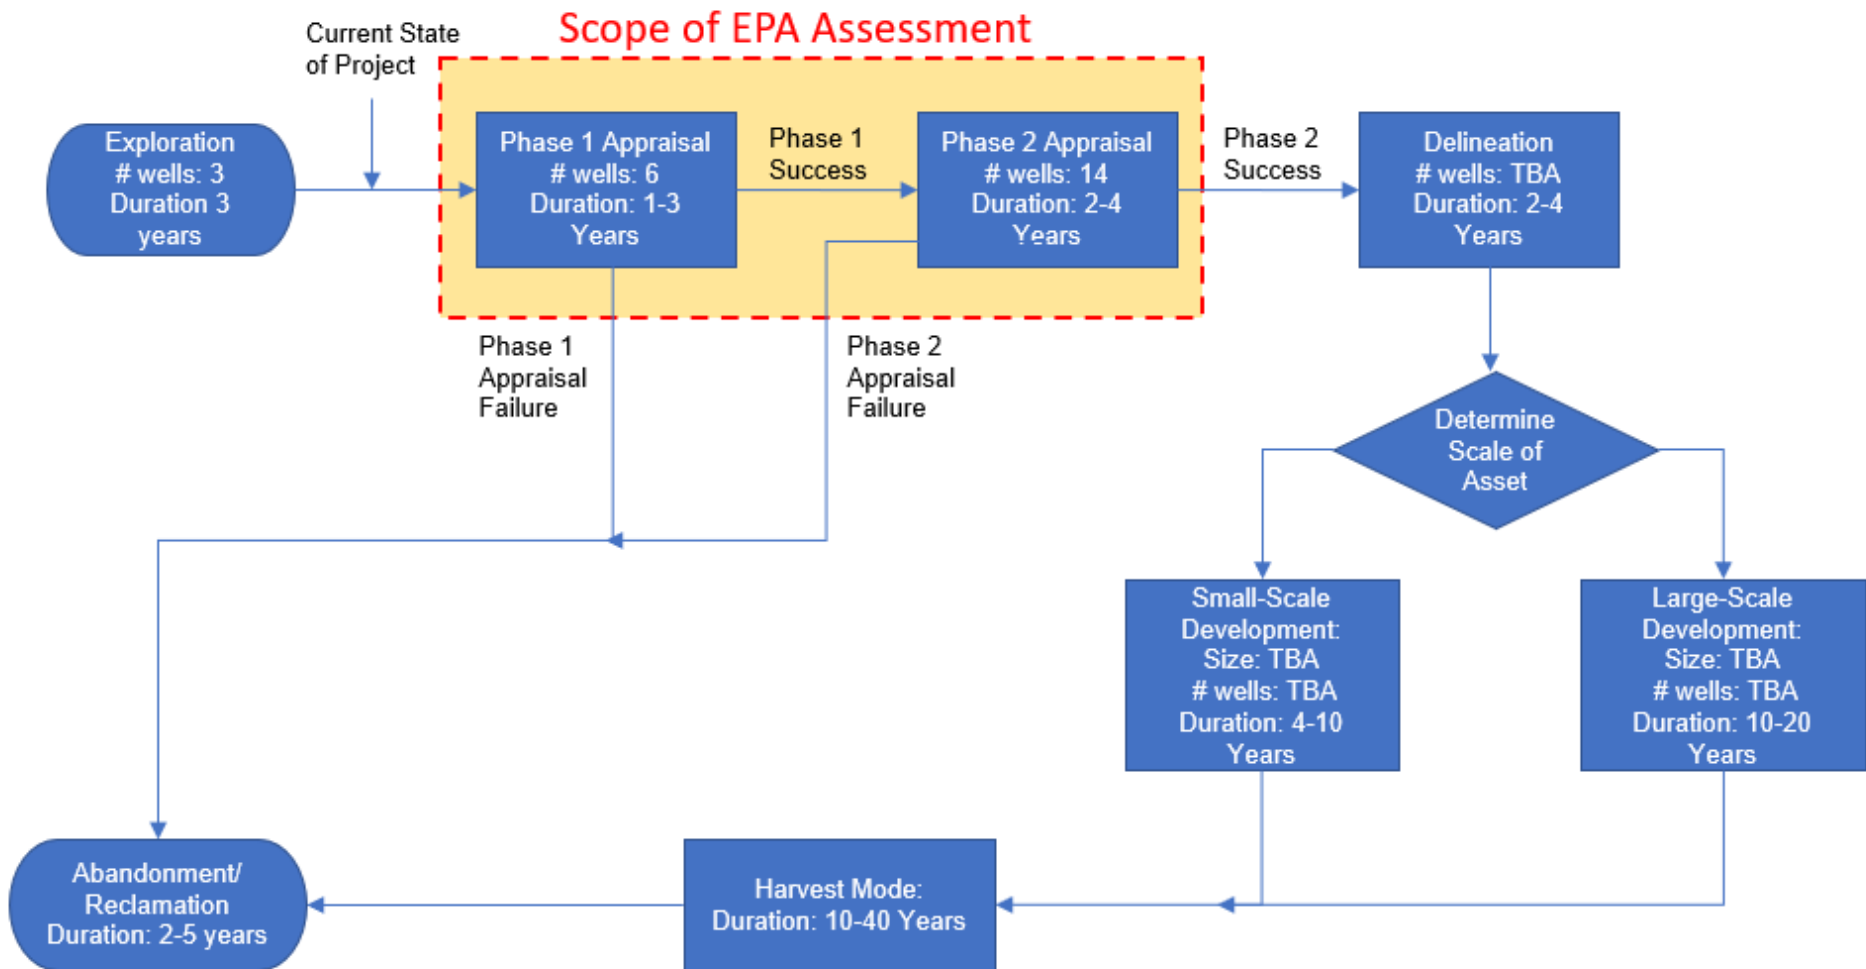 Scope of EPA Assessment
Current State
of Project
Exploration
# wells: 3
Duration 3
years
Phase 1 Appraisal
# wells: 6
Duration: 1-3
Years
Phase 1
Success
Phase 2 Appraisal
# wells: 14
Duration: 2-4
Years
Phase 2
Success
Delineation
# wells: TBA
Duration: 2-4
Years
Phase 1
Appraisal
Failure
Phase 2
Appraisal
Failure
Determine
Scale of
Asset
Small-Scale
Development:
Size: TBA
# wells: TBA
Duration: 4-10
Years
Large-Scale
Development:
Size: TBA
# wells: TBA
Duration: 10-20
Years
Abandonment/
Reclamation
Duration: 2-5 years
Harvest Mode:
Duration: 10-40 Years